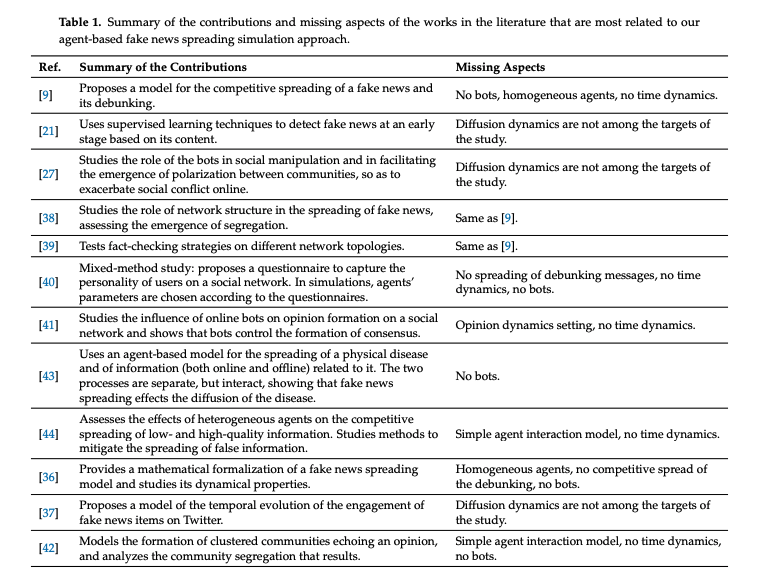 Table 1. Summary of the contributions and missing aspects of the works in the literature that are most related to our
agent-based fake news spreading simulation approach.
Ref. Summary of the Contributions Missing Aspects
[9] Proposes a model for the competitive spreading of a fake news and
its debunking.
No bots, homogeneous agents, no time dynamics.
[21] Uses supervised learning techniques to detect fake news at an early
stage based on its content.
Diffusion dynamics are not among the targets of
the study.
[27] Studies the role of the bots in social manipulation and in facilitating
the emergence of polarization between communities, so as to
exacerbate social conflict online.
Diffusion dynamics are not among the targets of
the study.
[38] Studies the role of network structure in the spreading of fake news,
assessing the emergence of segregation.
Same as [9].
[39] Tests fact-checking strategies on different network topologies.
Same as [9].
[40] Mixed-method study: proposes a questionnaire to capture the
personality of users on a social network. In simulations, agents’
parameters are chosen according to the questionnaires.
No spreading of debunking messages, no time
dynamics, no bots.
[41] Studies the influence of online bots on opinion formation on a social
network and shows that bots control the formation of consensus.
Opinion dynamics setting, no time dynamics.
[43] Uses an agent-based model for the spreading of a physical disease
and of information (both online and offline) related to it. The two
processes are separate, but interact, showing that fake news
spreading effects the diffusion of the disease.
No bots.
[44] Assesses the effects of heterogeneous agents on the competitive
spreading of low- and high-quality information. Studies methods to
mitigate the spreading of false information.
Simple agent interaction model, no time dynamics.
[36] Provides a mathematical formalization of a fake news spreading
model and studies its dynamical properties.
Homogeneous agents, no competitive spread of
the debunking, no bots.
[37] Proposes a model of the temporal evolution of the engagement of
fake news items on Twitter.
Diffusion dynamics are not among the targets of
the study.
[42] Models the formation of clustered communities echoing an opinion,
and analyzes the community segregation that results.
Simple agent interaction model, no time dynamics,
no bots.